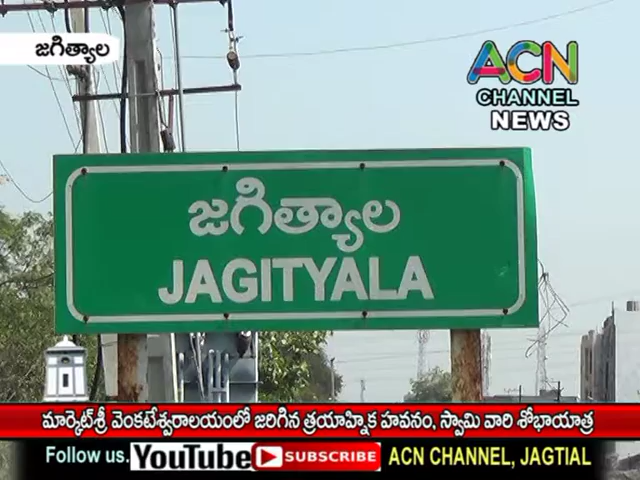 జగిత్యాల
ACN
CHANNEL
NEWS
జగిత్యాల
JAGITYALA
మార్కెట్‌శ్రీ వెంకటేశ్వరాలయంలో జరిగిన త్రయాహ్నిక హవనం, స్వామి వారి శోభాయాత్ర
Follow us. YouTube SUBSCRIBE ACN CHANNEL, JAGTIAL